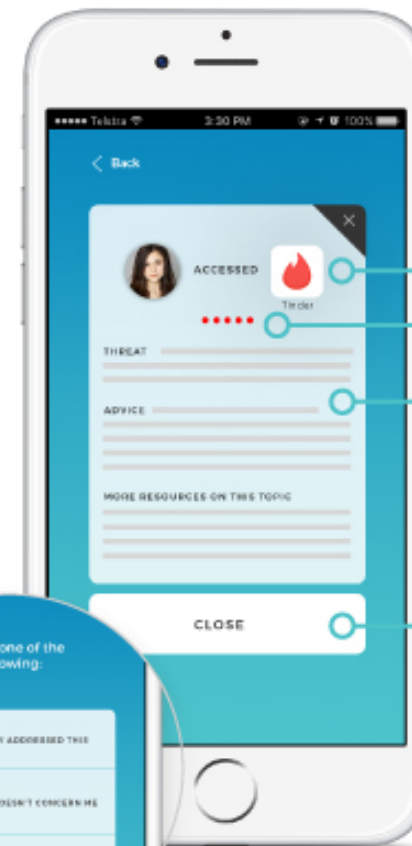 Telstra 3:30 PM 100%
Back
ACCESSED
Tinder
THREAT
ADVICE
MORE RESOURCES ON THIS TOPIC
CLOSE
one of the
owing:
ADDRESSED THIS
DESN'T CONCERN ME